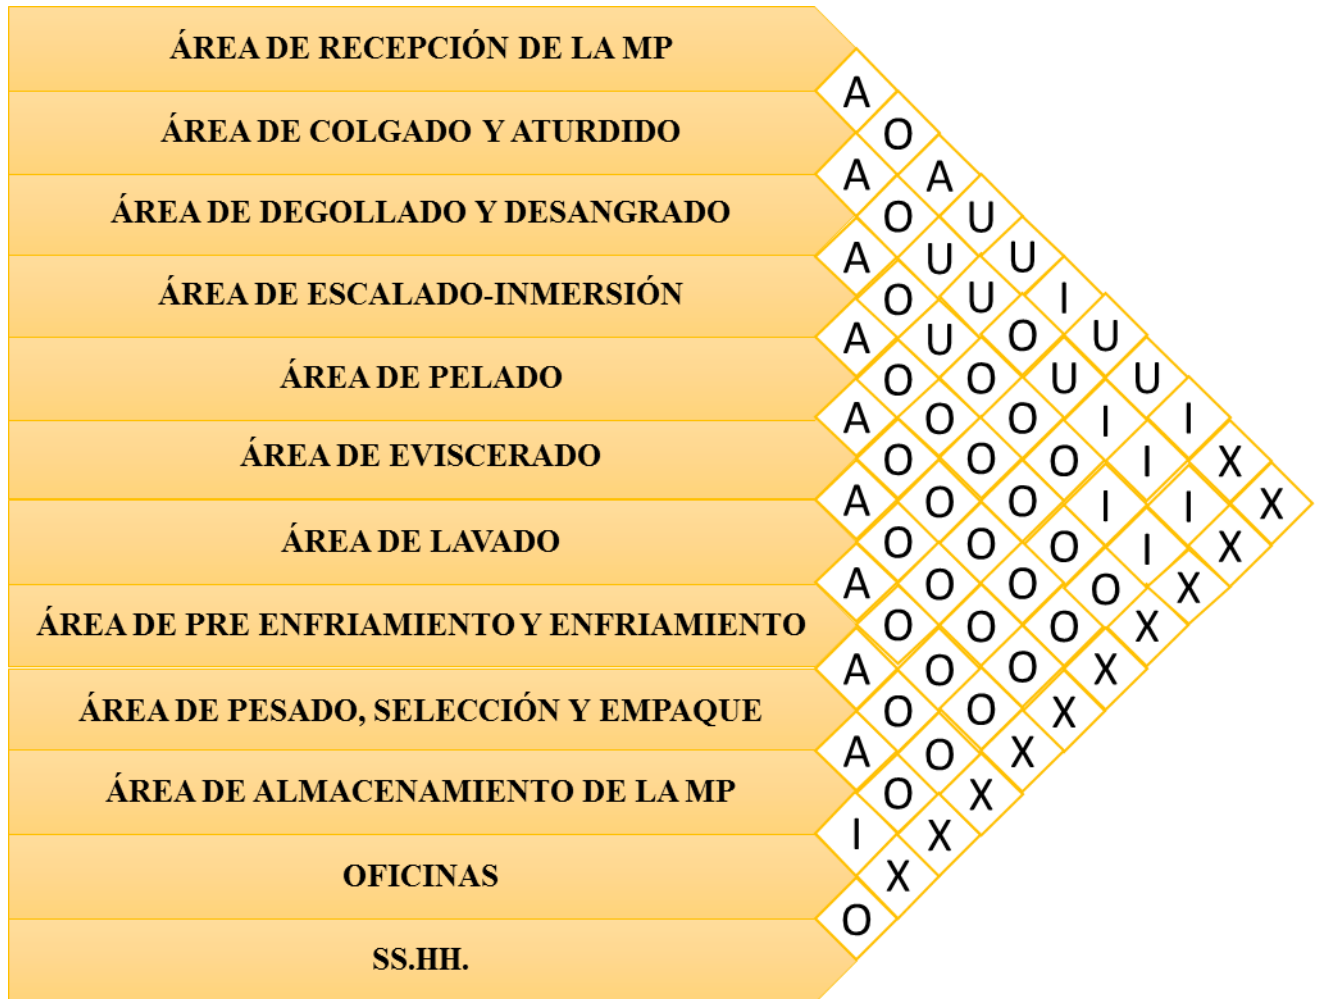 ÁREA DE RECEPCIÓN DE LA MP
ÁREA DE COLGADO Y ATURDIDO
ÁREA DE DEGOLLADO Y DESANGRADO
ÁREA DE ESCALADO-INMERSIÓN
ÁREA DE PELADO
ÁREA DE EVISCERADO
ÁREA DE LAVADO
ÁREA DE PRE ENFRIAMIENTO Y ENFRIAMIENTO
ÁREA DE PESADO, SELECCIÓN Y EMPAQUE
ÁREA DE ALMACENAMIENTO DE LA MP
OFICINAS
SS.HH.
A
O
A A
O U
A U U
O U I
A U O U
O O U U
A O O I I
O O O I X
A O O I I X
O O O I X
A O O O X
O O O X
A O O X
O O X
A O X
O X
I X
X
O